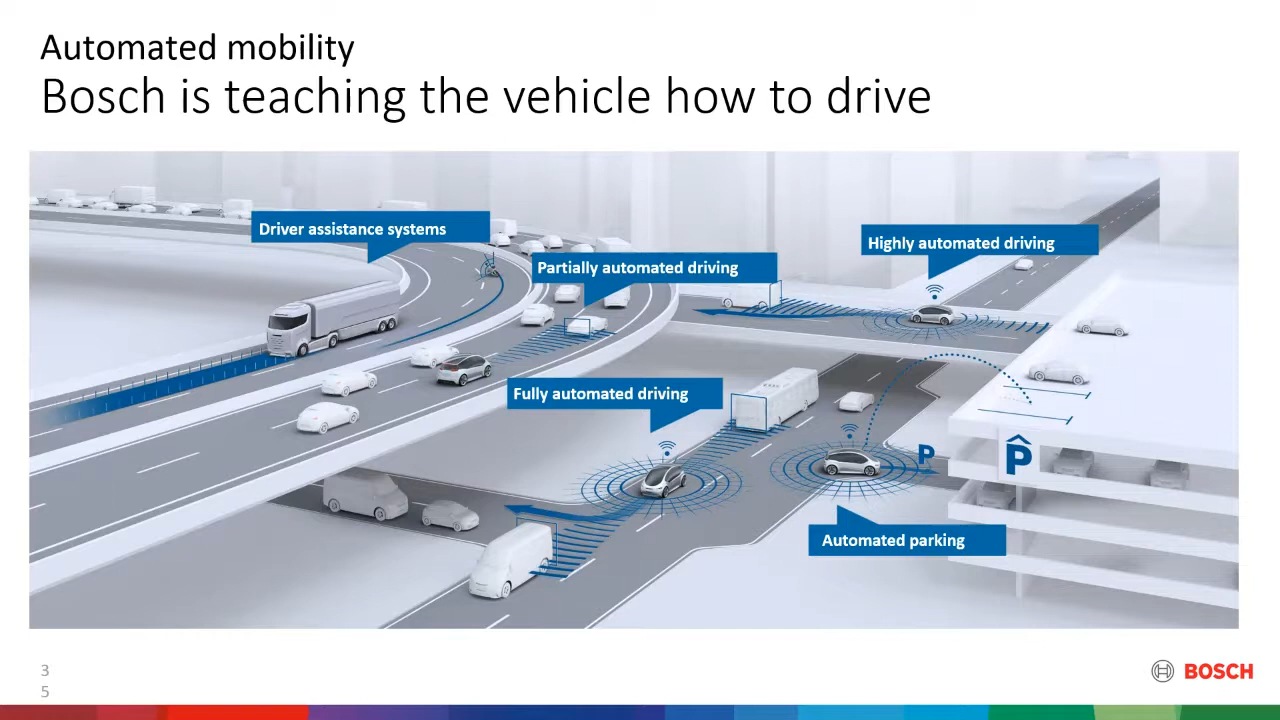 Automated mobility
Bosch is teaching the vehicle how to drive
Driver assistance systems
Partially automated driving
Highly automated driving
Fully automated driving
P
P
Automated parking
3
5
BOSCH